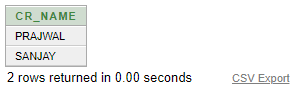 CR_NAME
PRAJWAL
SANJAY
2 rows returned in 0.00 seconds CSV Export